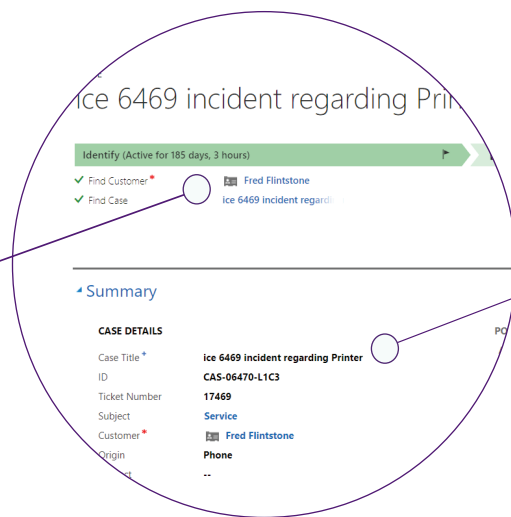 ice 6469 incident regarding
Identify (Active for 185 days, 3 hours)
Find Customer * Fred Flintstone
Find Case ice 6469 incident
Summary
CASE DETAILS
Case Title + ice 6469 incident regarding Printer
ID CAS-06470-L1C3
Ticket Number 17469
Subject Service
Customer * Fred Flintstone
Origin Phone
--